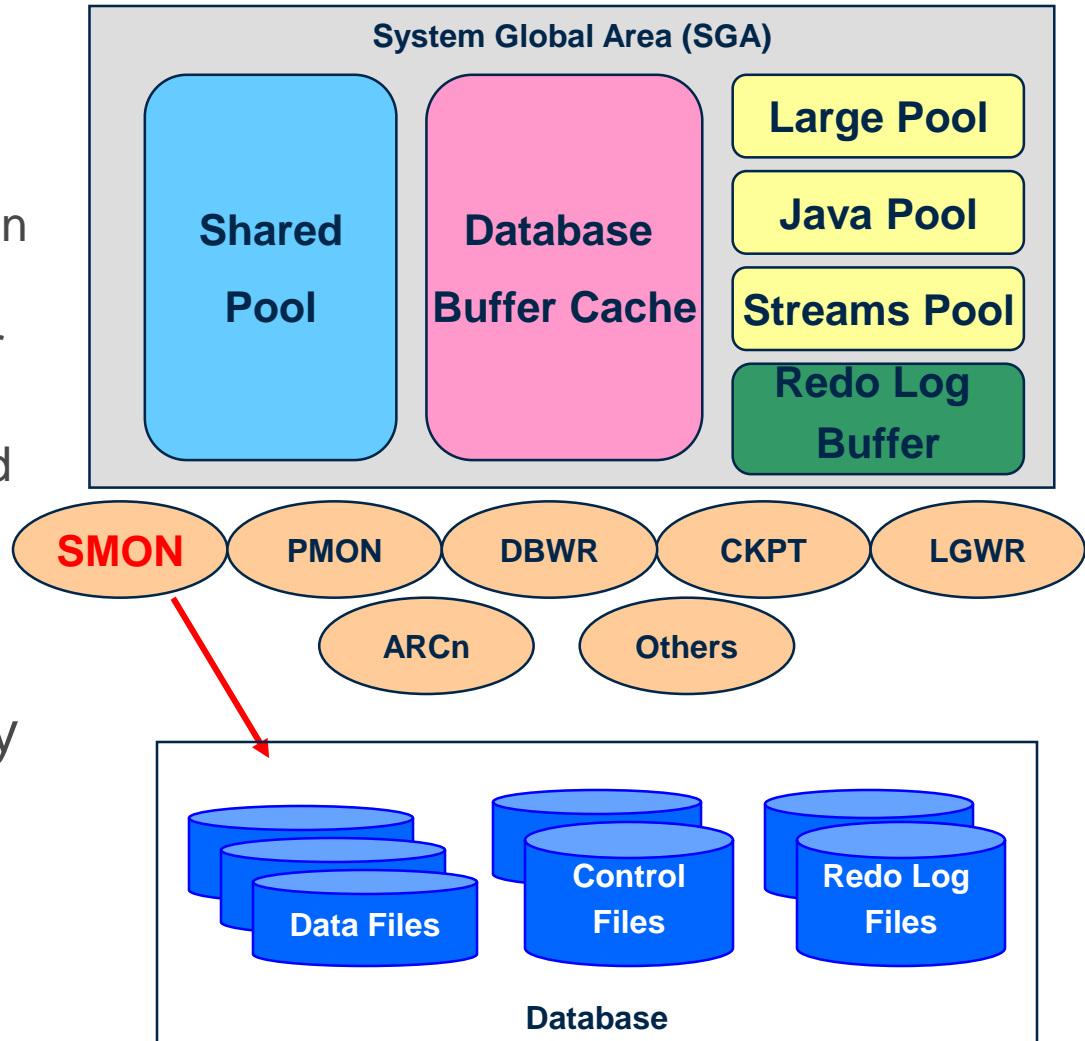 System Global Area (SGA)
Shared
Pool
Database
Buffer Cache
Large Pool
Java Pool
Streams Pool
Redo Log
Buffer
SMON
PMON
DBWR
CKPT
LGWR
ARCn
Others
Data Files
Control
Files
Redo Log
Files
Database